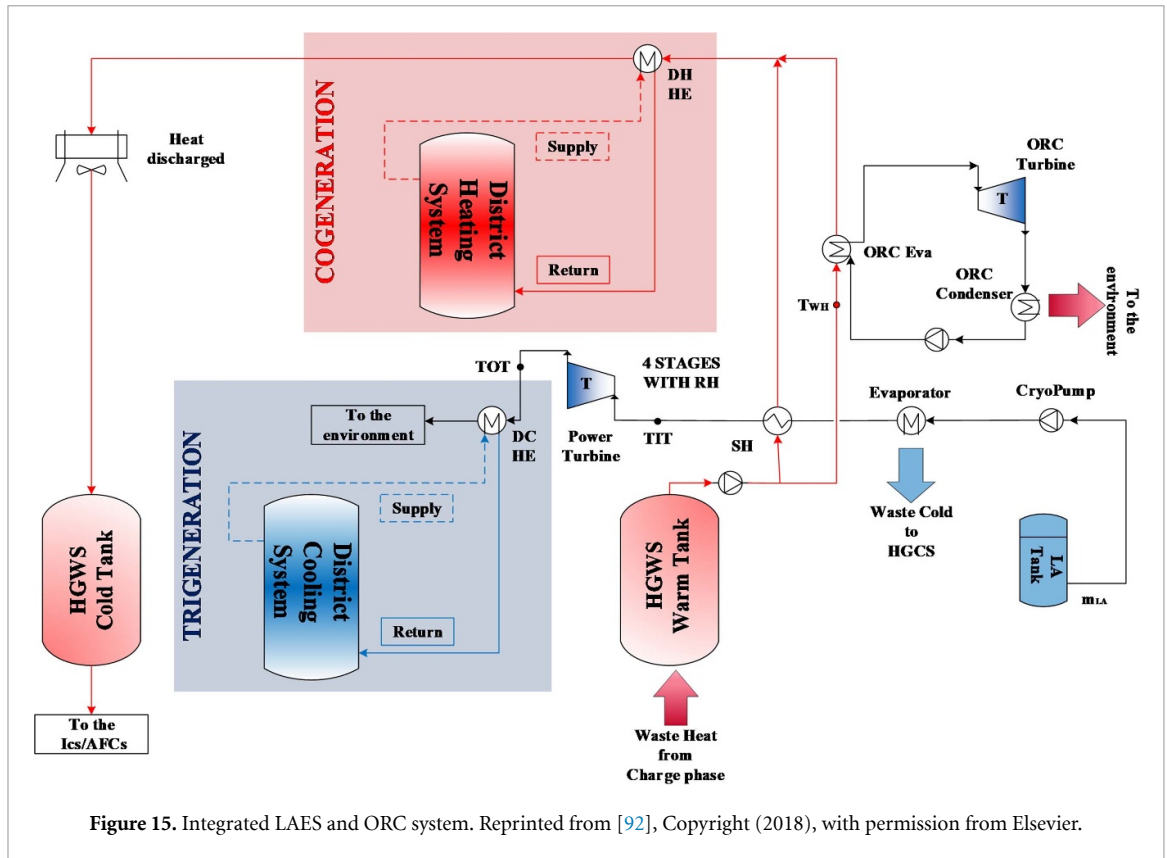 COGENERATION
DH
HE
Supply
District
Heating
System
Return
Heat
discharged
ORC
Turbine
T
ORC Eva
ORC
Condenser
To the
environment
TWH
TRIGENERATION
TOT
T
4 STAGES
WITH RH
To the
environment
DC
HE
Power
Turbine
TIT
SH
Evaporator
CryoPump
Supply
District
Cooling
System
Return
Waste Cold
to
HGCS
LA
Tank
mLA
HGWS
Cold Tank
HGWS
Warm Tank
To the
Ics/AFCs
Waste Heat
from
Charge phase
Figure 15. Integrated LAES and ORC system. Reprinted from [92], Copyright (2018), with permission from Elsevier.